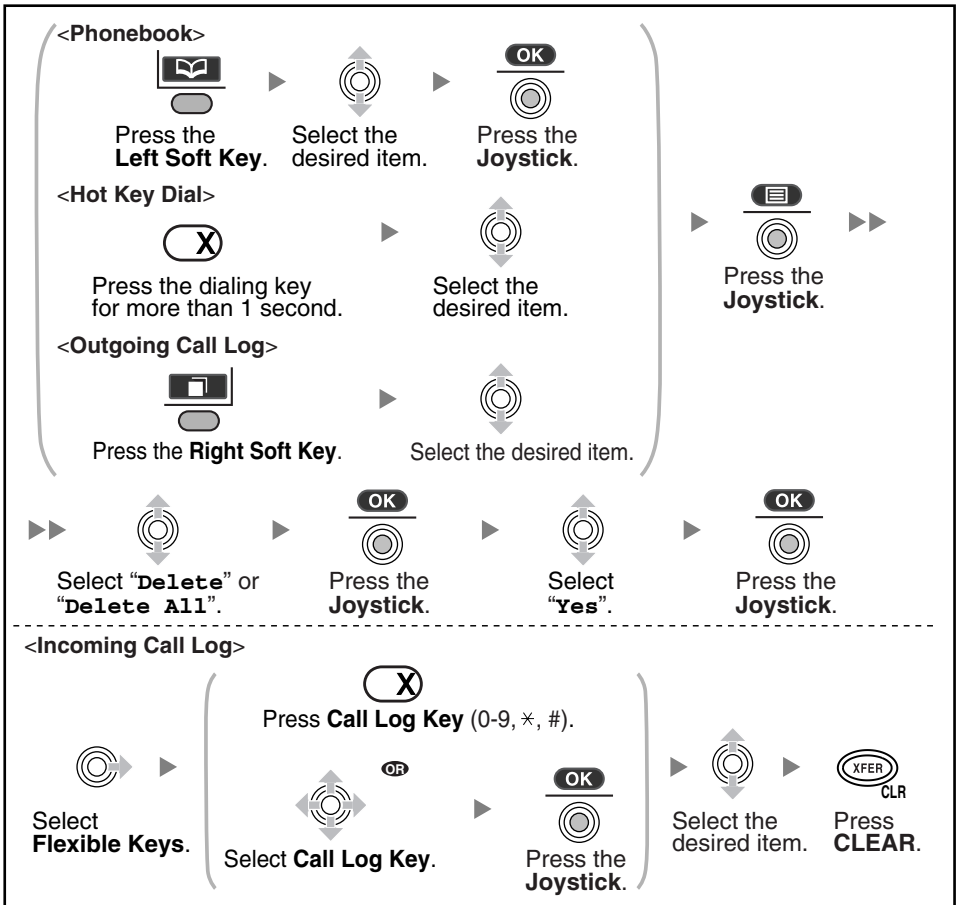 <Phonebook>
OK
Press the
Left Soft Key.
Select the
desired item.
Press the
Joystick.
<Hot Key Dial>
X
Press the dialing key
for more than 1 second.
Select the
desired item.
Press the
Joystick.
<Outgoing Call Log>
Press the Right Soft Key.
Select the desired item.
OK
OK
Select “Delete” or
“Delete All”.
Press the
Joystick.
Select
“Yes”.
Press the
Joystick.
<Incoming Call Log>
X
Press Call Log Key (0-9, ✳, #).
OR
OK
XFER
CLR
Select
Flexible Keys.
Select Call Log Key.
Press the
Joystick.
Select the
desired item.
Press
CLEAR.